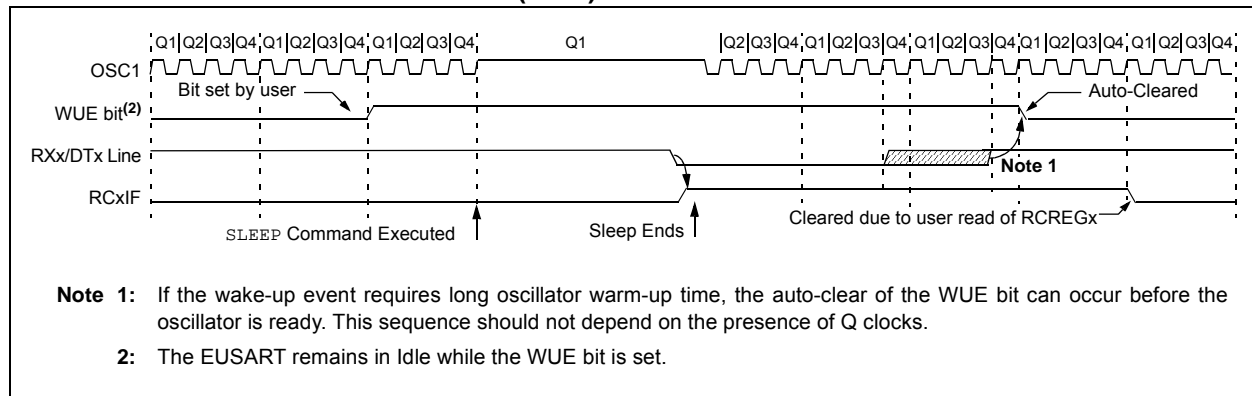 Q1 Q2 Q3 Q4 Q1 Q2 Q3 Q4 Q1 Q2 Q3 Q4 Q1 Q2 Q3 Q4 Q1 Q2 Q3 Q4 Q1 Q2 Q3 Q4 Q1 Q2 Q3 Q4 Q1 Q2 Q3 Q4
OSC1
Bit set by user
Auto-Cleared
WUE bit(2)
RXx/DTx Line
Note 1
RCxIF
Cleared due to user read of RCREGx
SLEEP Command Executed
Sleep Ends
Note 1: If the wake-up event requires long oscillator warm-up time, the auto-clear of the WUE bit can occur before the
oscillator is ready. This sequence should not depend on the presence of Q clocks.
2: The EUSART remains in Idle while the WUE bit is set.